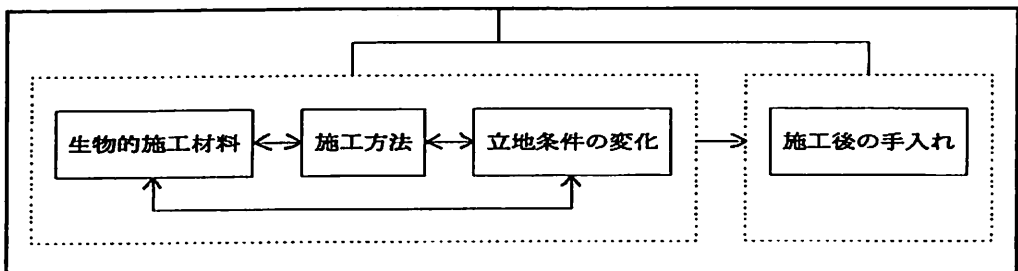 生物的施工材料
施工方法
立地条件の変化
施工後の手入れ